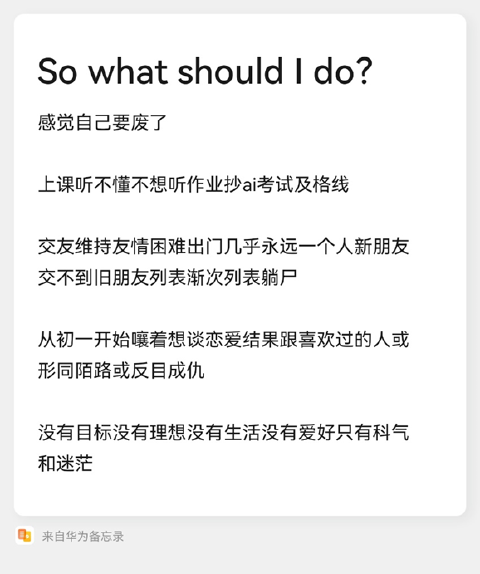 So what should I do?
感觉自己要废了
上课听不懂不想听作业抄ai考试及格线
交友维持友情困难出门几乎永远一个人新朋友
交不到旧朋友列表渐次列表躺尸
从初一开始嚷着想谈恋爱结果跟喜欢过的人或
形同陌路或反目成仇
没有目标没有理想没有生活没有爱好只有科气
和迷茫
来自华为备忘录